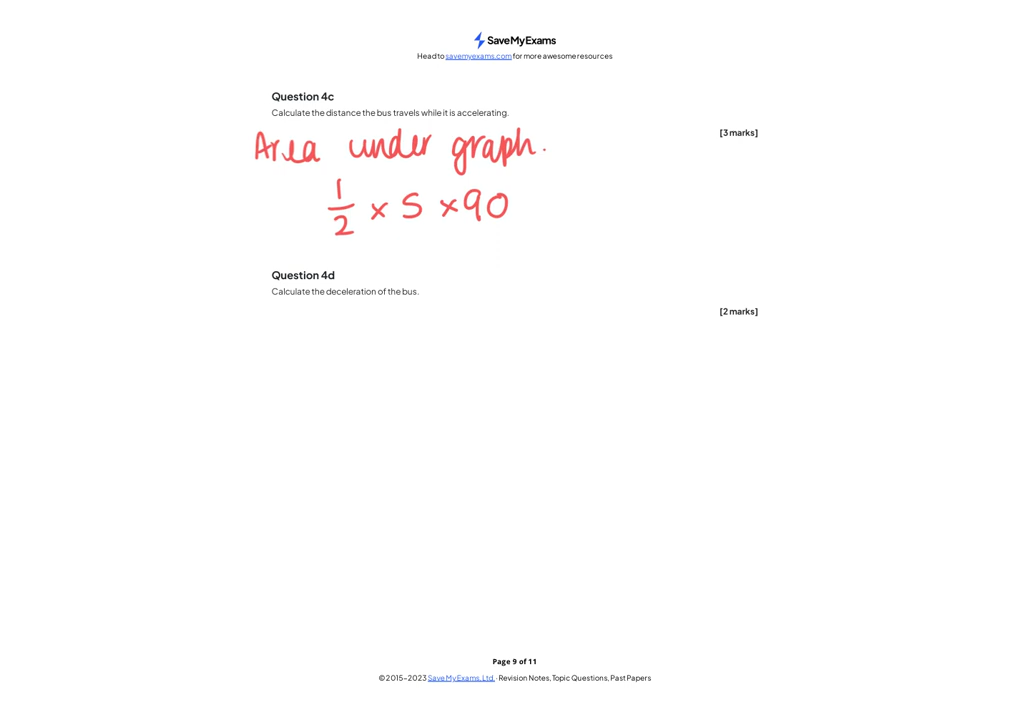 SaveMyExams
Head to savemyexams.com for more awesome resources
Question 4c
Calculate the distance the bus travels while it is accelerating.
[3 marks]
Area under graph.
1/2 × 5 × 90
Question 4d
Calculate the deceleration of the bus.
[2 marks]
Page 9 of 11
©2015-2023 Save My Exams, Ltd. · Revision Notes, Topic Questions, Past Papers